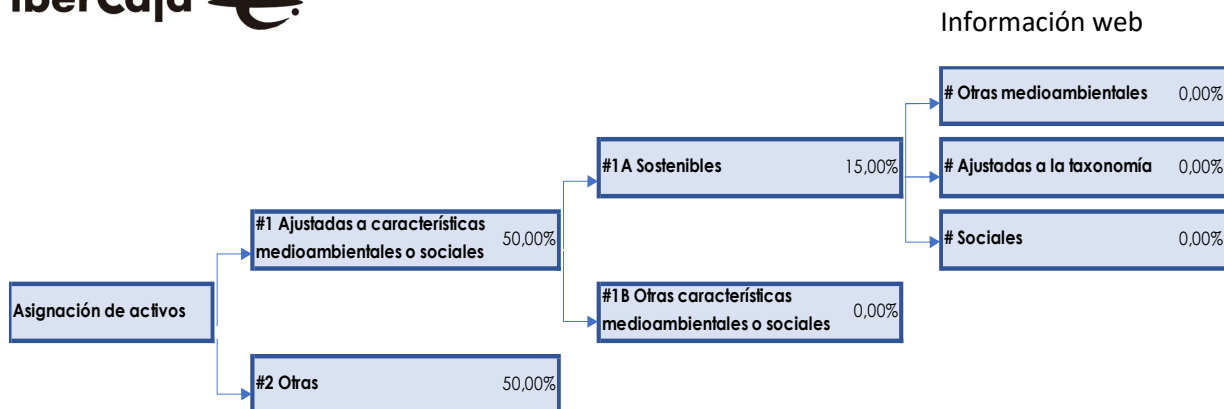 iberCaja
Información web
# Otras medioambientales 0,00%
#1A Sostenibles 15,00%
# Ajustadas a la taxonomía 0,00%
#1 Ajustadas a características
medioambientales o sociales 50,00%
# Sociales 0,00%
Asignación de activos
#1B Otras características
medioambientales o sociales 0,00%
#2 Otras 50,00%